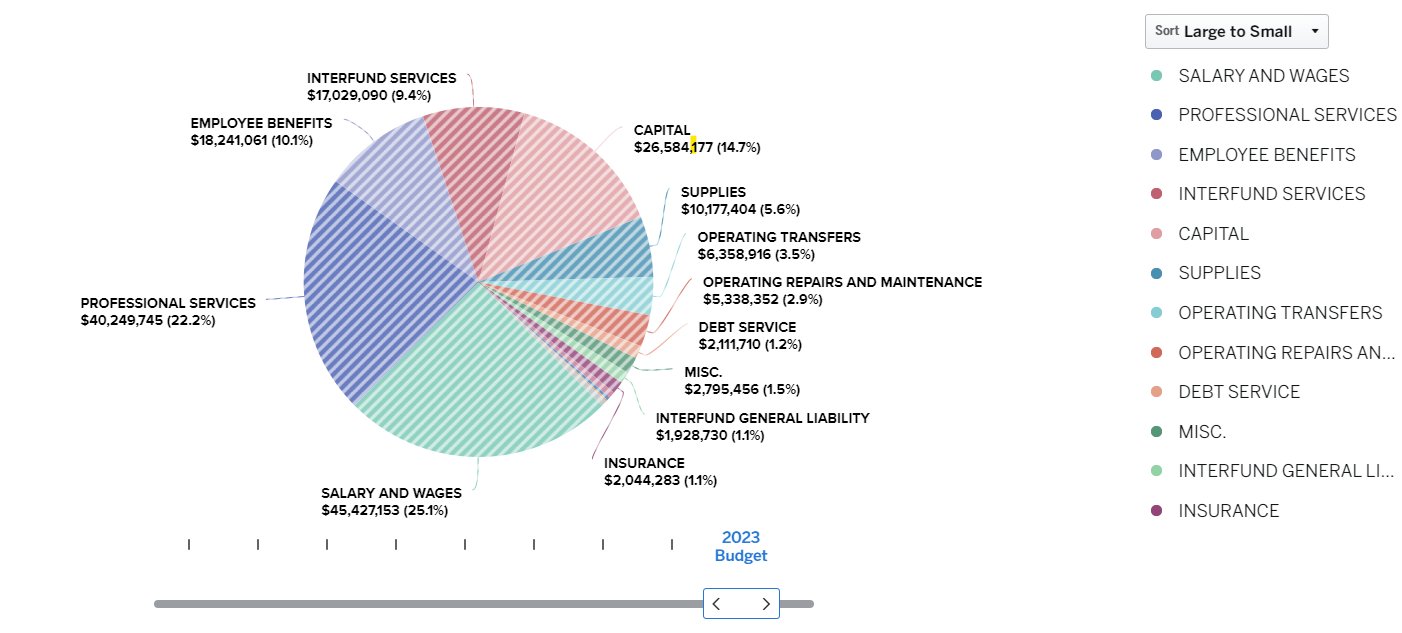 INTERFUND SERVICES
$17,029,090 (9.4%)
EMPLOYEE BENEFITS
$18,241,061 (10.1%)
CAPITAL
$26,584,177 (14.7%)
SUPPLIES
$10,177,404 (5.6%)
OPERATING TRANSFERS
$6,358,916 (3.5%)
OPERATING REPAIRS AND MAINTENANCE
$5,338,352 (2.9%)
PROFESSIONAL SERVICES
$40,249,745 (22.2%)
DEBT SERVICE
$2,111,710 (1.2%)
MISC.
$2,795,456 (1.5%)
INTERFUND GENERAL LIABILITY
$1,928,730 (1.1%)
INSURANCE
$2,044,283 (1.1%)
SALARY AND WAGES
$45,427,153 (25.1%)
2023
Budget
Sort Large to Small
SALARY AND WAGES
PROFESSIONAL SERVICES
EMPLOYEE BENEFITS
INTERFUND SERVICES
CAPITAL
SUPPLIES
OPERATING TRANSFERS
OPERATING REPAIRS AN...
DEBT SERVICE
MISC.
INTERFUND GENERAL LI...
INSURANCE